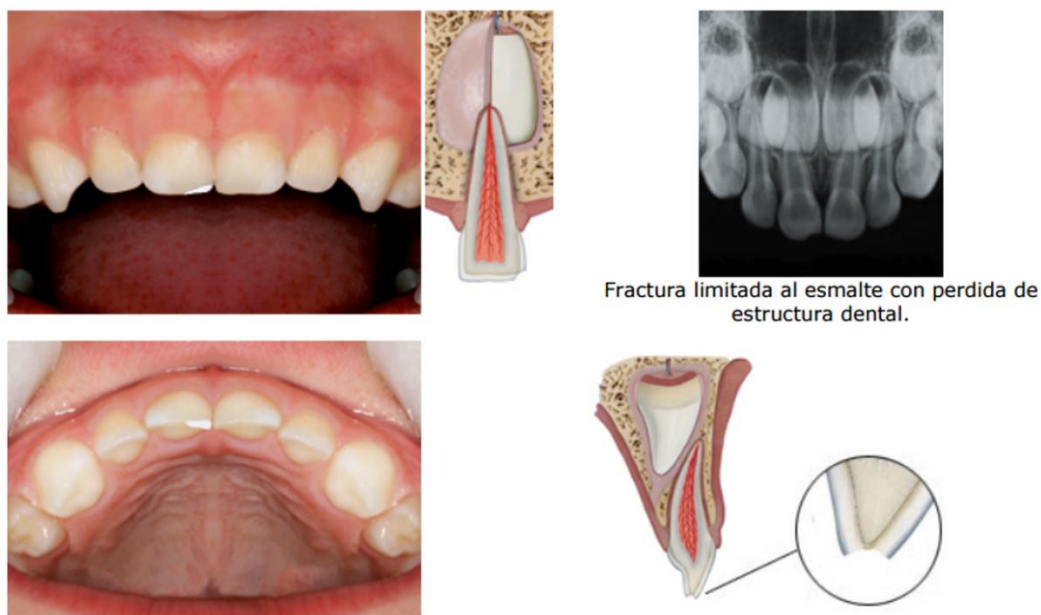 Fractura limitada al esmalte con perdida de
estructura dental.